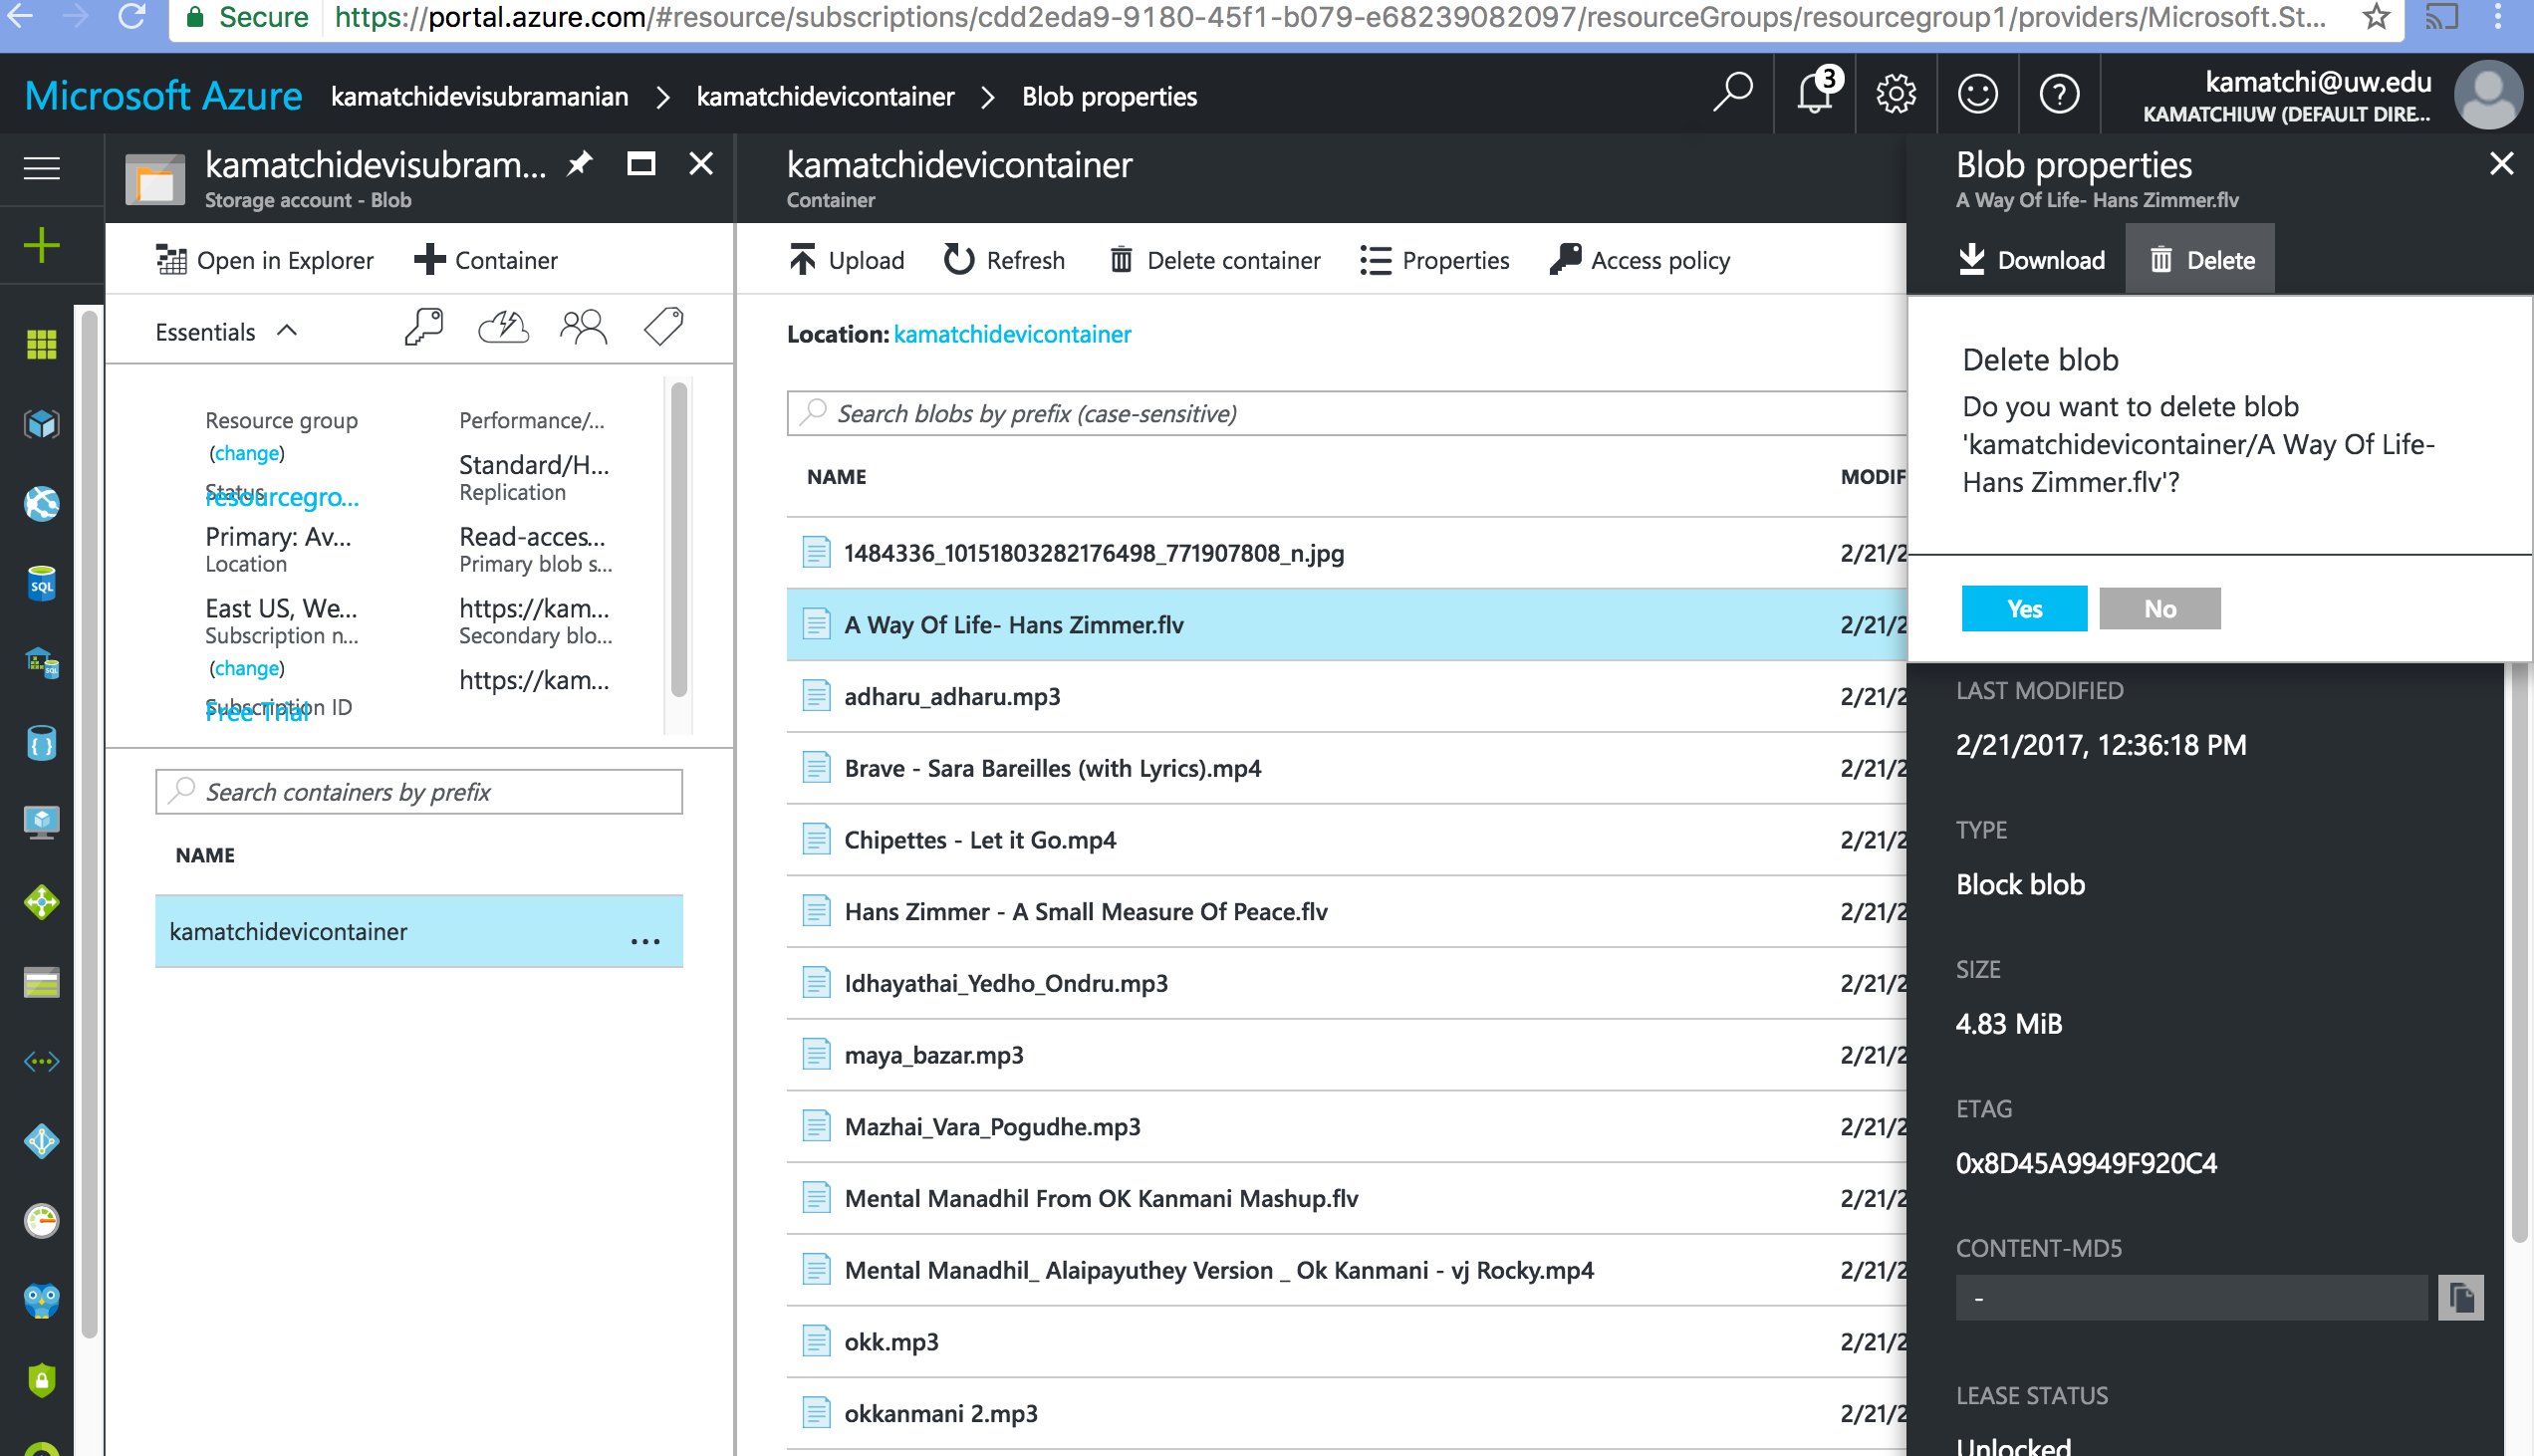 Secure https://portal.azure.com/#resource/subscriptions/cdd2eda9-9180-45f1-b079-e68239082097/resourceGroups/resourcegroup1/providers/Microsoft.St...
Microsoft Azure kamatchidevisubramanian > kamatchidevicontainer > Blob properties
3
kamatchi@uw.edu
KAMATCHIUW (DEFAULT DIRE...
kamatchidevisubram...
Storage account - Blob
Open in Explorer Container
Essentials
Resource group
(change)
resourcegro...
Status
Primary: Av...
Location
East US, We...
Subscription n...
(change)
Free Trial
Subscription ID
Performance/...
Standard/H...
Replication
Read-acces...
Primary blob s...
https://kam...
Secondary blo...
https://kam...
Search containers by prefix
NAME
kamatchidevicontainer ...
kamatchidevicontainer
Container
Upload Refresh Delete container Properties Access policy
Location: kamatchidevicontainer
Search blobs by prefix (case-sensitive)
NAME MODIF
1484336_10151803282176498_771907808_n.jpg 2/21/2
A Way Of Life- Hans Zimmer.flv 2/21/2
adharu_adharu.mp3 2/21/2
Brave - Sara Bareilles (with Lyrics).mp4 2/21/2
Chipettes - Let it Go.mp4 2/21/2
Hans Zimmer - A Small Measure Of Peace.flv 2/21/2
Idhayathai_Yedho_Ondru.mp3 2/21/2
maya_bazar.mp3 2/21/2
Mazhai_Vara_Pogudhe.mp3 2/21/2
Mental Manadhil From OK Kanmani Mashup.flv 2/21/2
Mental Manadhil_ Alaipayuthey Version _ Ok Kanmani - vj Rocky.mp4 2/21/2
okk.mp3 2/21/2
okkanmani 2.mp3 2/21/2
Blob properties
A Way Of Life- Hans Zimmer.flv
Download Delete
Delete blob
Do you want to delete blob
'kamatchidevicontainer/A Way Of Life-
Hans Zimmer.flv'?
Yes No
LAST MODIFIED
2/21/2017, 12:36:18 PM
TYPE
Block blob
SIZE
4.83 MiB
ETAG
0x8D45A9949F920C4
CONTENT-MD5
-
LEASE STATUS
Unlocked
SQL
SQL